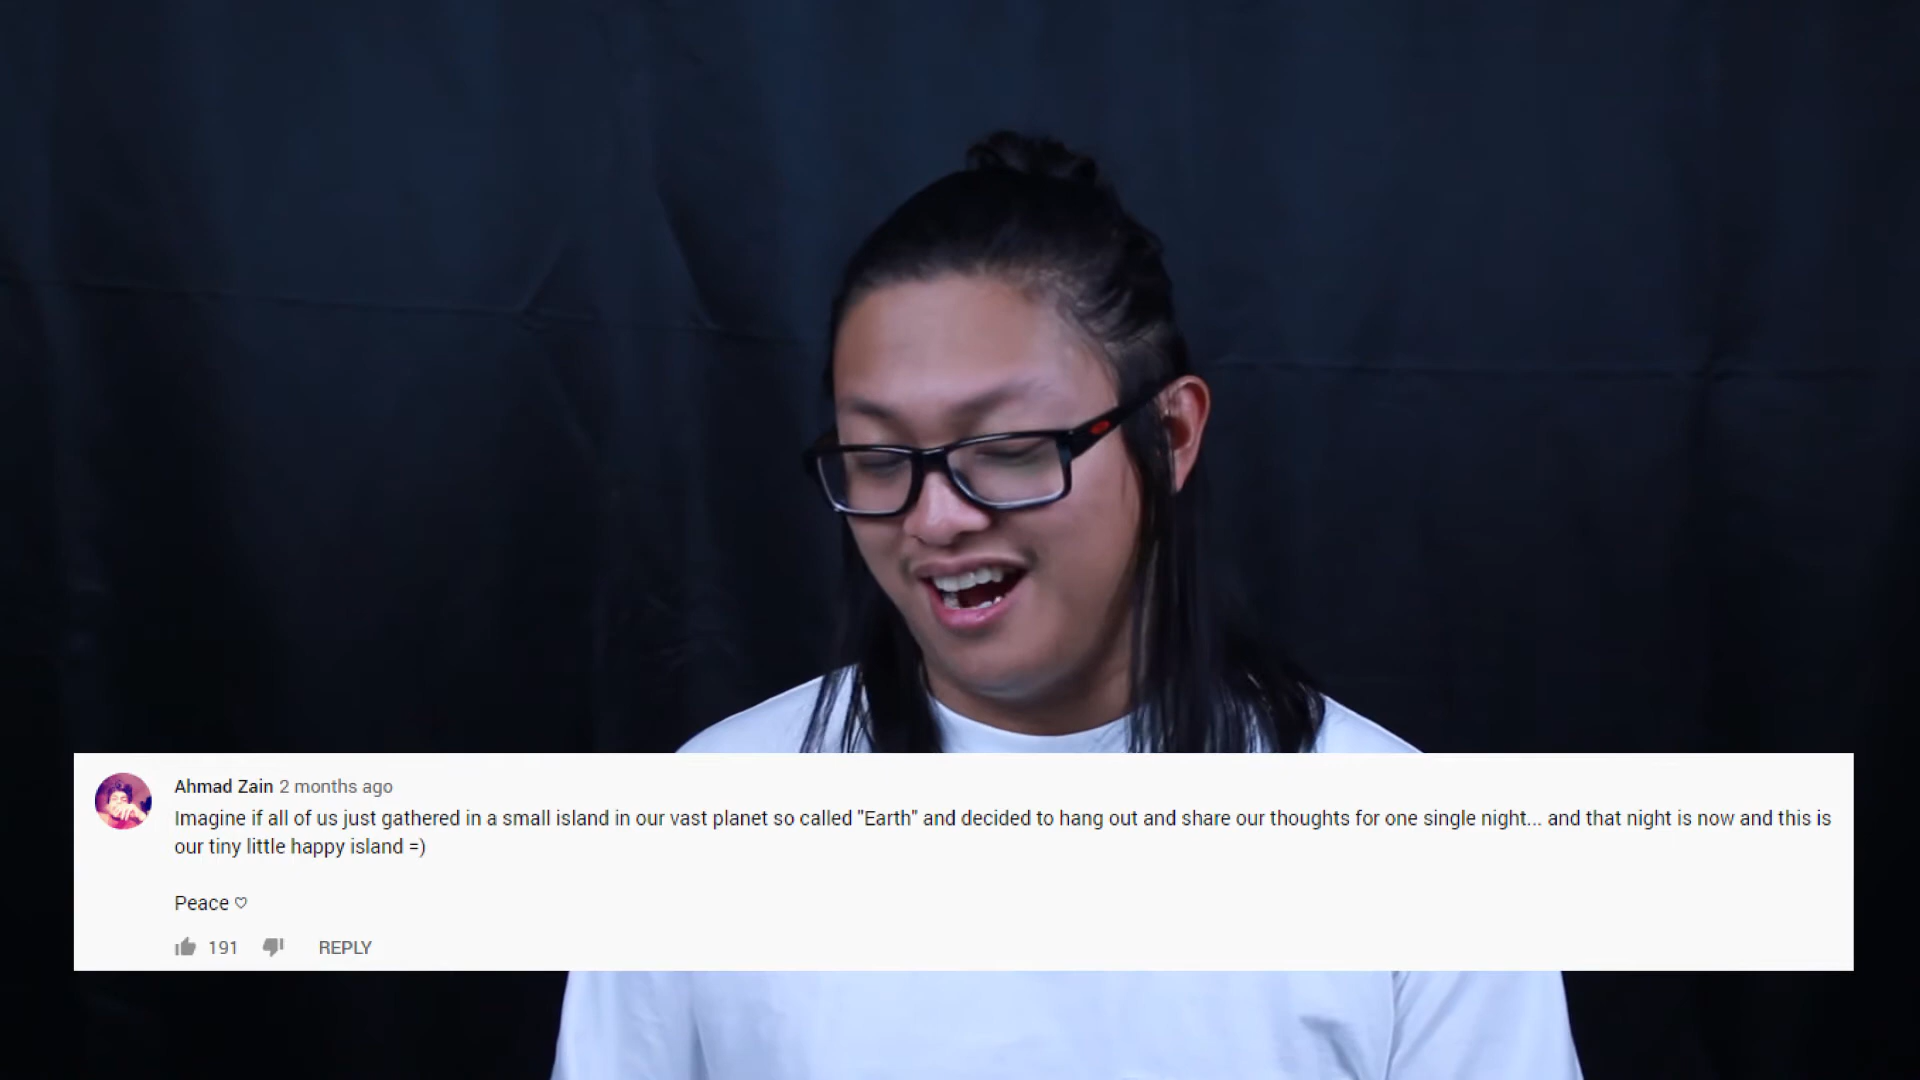 Ahmad Zain 2 months ago
Imagine if all of us just gathered in a small island in our vast planet so called "Earth" and decided to hang out and share our thoughts for one single night... and that night is now and this is
our tiny little happy island =)
Peace ♡
191 REPLY